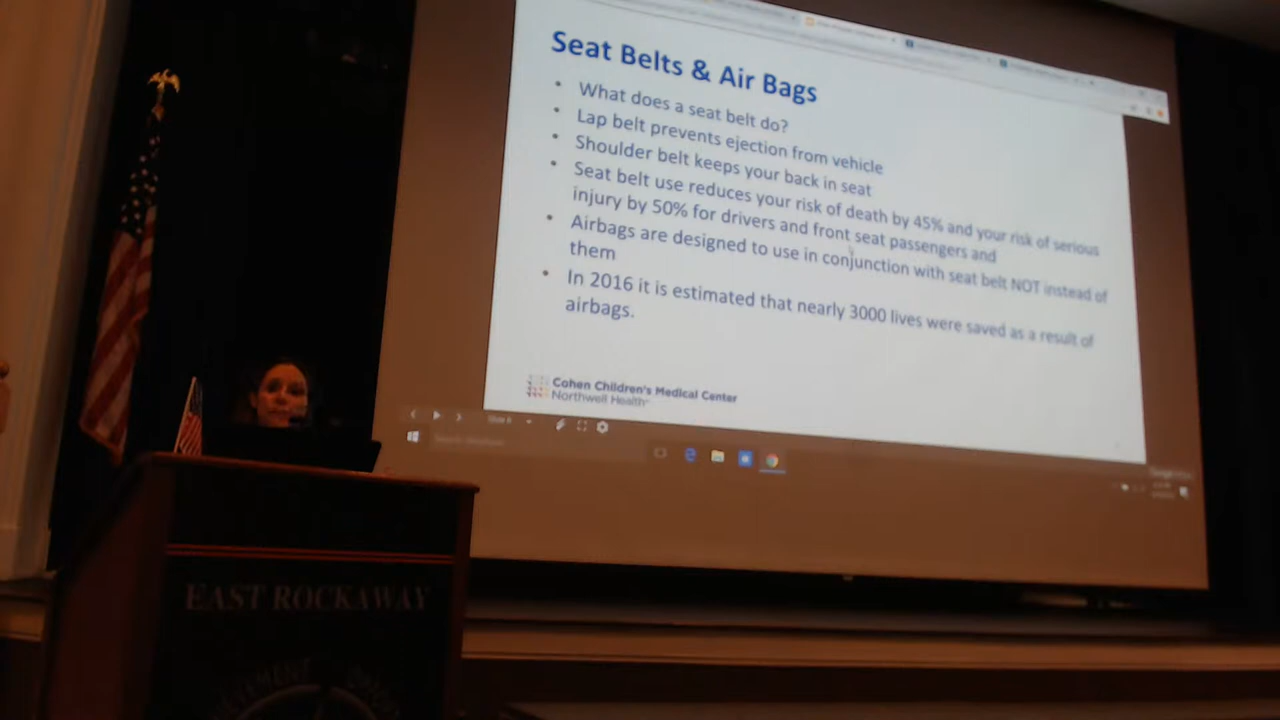 Seat Belts & Air Bags
• What does a seat belt do?
• Lap belt prevents ejection from vehicle
• Shoulder belt keeps your back in seat
• Seat belt use reduces your risk of death by 45% and your risk of serious
injury by 50% for drivers and front seat passengers and
• Airbags are designed to use in conjunction with seat belt NOT instead of
them
• In 2016 it is estimated that nearly 3000 lives were saved as a result of
airbags.
Cohen Children's Medical Center
Northwell Health
EAST ROCKAWAY